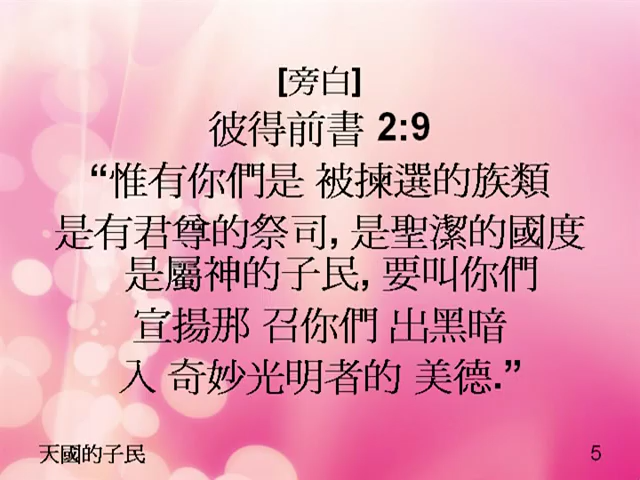 [旁白]
彼得前書 2:9
“惟有你們是 被揀選的族類
是有君尊的祭司, 是聖潔的國度
是屬神的子民, 要叫你們
宣揚那 召你們 出黑暗
入 奇妙光明者的 美德.”
天國的子民
5